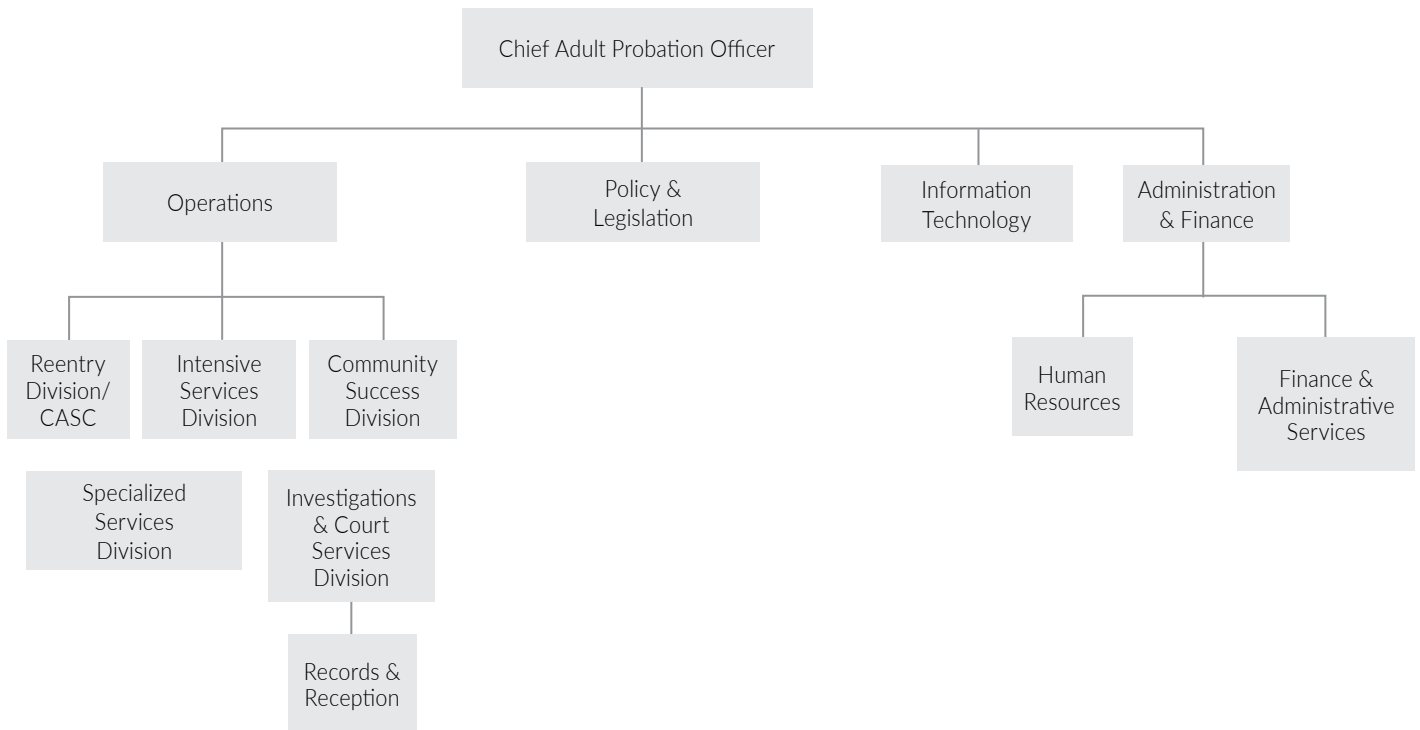 Chief Adult Probation Officer
Operations
Policy &
Legislation
Information
Technology
Administration
& Finance
Reentry
Division/
CASC
Intensive
Services
Division
Community
Success
Division
Human
Resources
Finance &
Administrative
Services
Specialized
Services
Division
Investigations
& Court
Services
Division
Records &
Reception